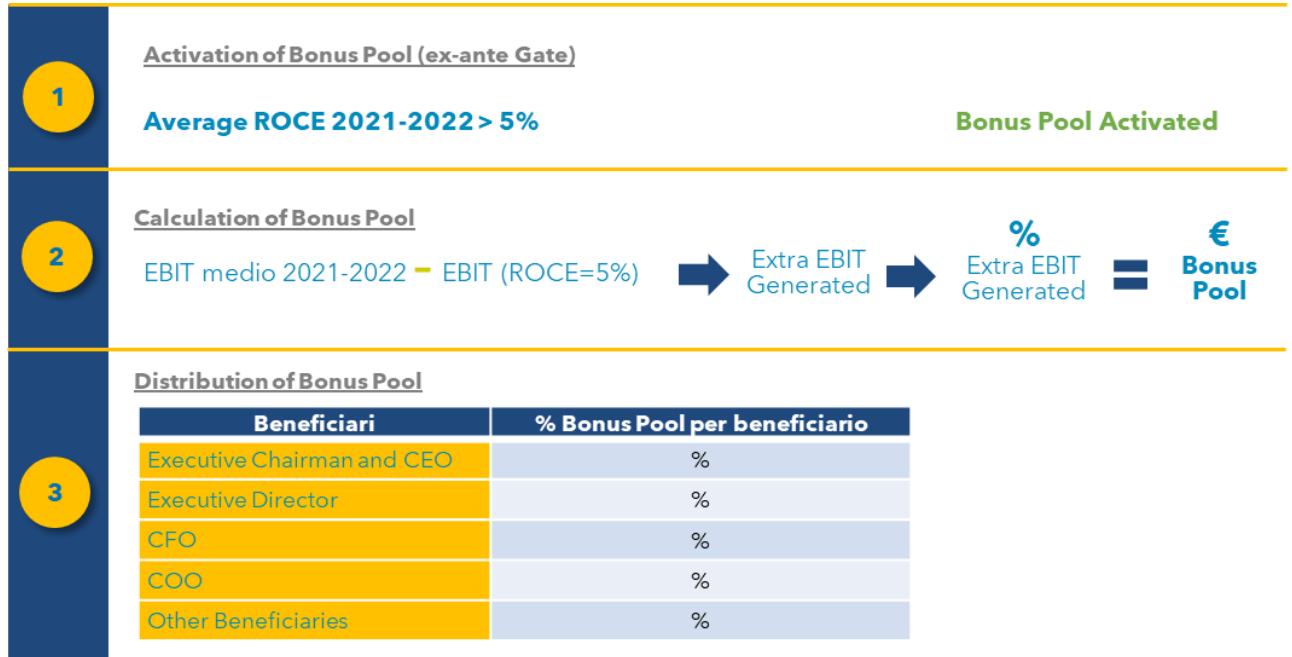 1
Activation of Bonus Pool (ex-ante Gate)
Average ROCE 2021-2022 > 5%
Bonus Pool Activated
2
Calculation of Bonus Pool
EBIT medio 2021-2022 – EBIT (ROCE=5%)
Extra EBIT
Generated
%
Extra EBIT
Generated
=
€
Bonus
Pool
3
Distribution of Bonus Pool
Beneficiari % Bonus Pool per beneficiario
Executive Chairman and CEO %
Executive Director %
CFO %
COO %
Other Beneficiaries %